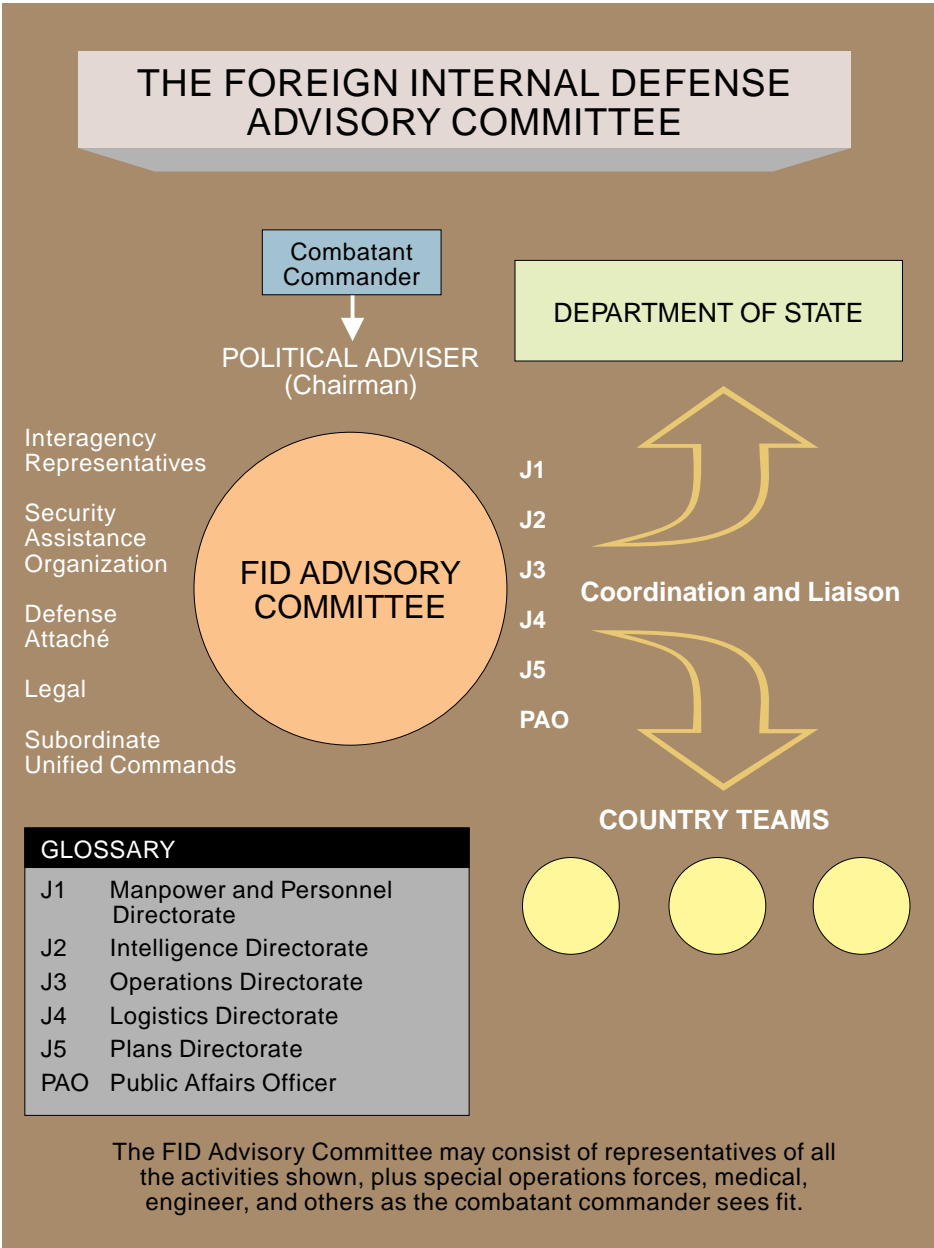 THE FOREIGN INTERNAL DEFENSE
ADVISORY COMMITTEE
Combatant
Commander
POLITICAL ADVISER
(Chairman)
DEPARTMENT OF STATE
Interagency
Representatives
Security
Assistance
Organization
Defense
Attaché
Legal
Subordinate
Unified Commands
FID ADVISORY
COMMITTEE
J1
J2
J3
J4
J5
PAO
Coordination and Liaison
COUNTRY TEAMS
GLOSSARY
J1 Manpower and Personnel
Directorate
J2 Intelligence Directorate
J3 Operations Directorate
J4 Logistics Directorate
J5 Plans Directorate
PAO Public Affairs Officer
The FID Advisory Committee may consist of representatives of all
the activities shown, plus special operations forces, medical,
engineer, and others as the combatant commander sees fit.